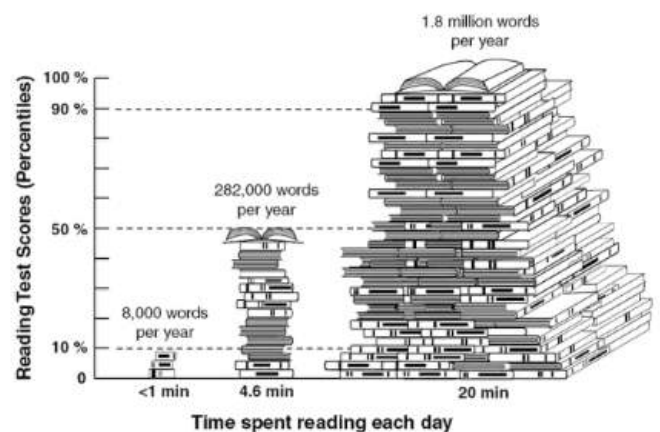 1.8 million words
per year
100 %
90 %
282,000 words
per year
50 %
8,000 words
per year
10 %
0
<1 min
4.6 min
20 min
Time spent reading each day
Reading Test Scores (Percentiles)